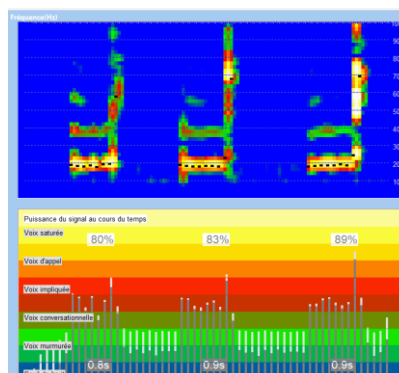 Fréquence(Hz)
Puissance du signal au cours du temps
Voix saturée
80% 83% 89%
Voix d'appel
Voix impliquée
Voix conversationnelle
Voix murmurée
0.8s 0.9s 0.9s